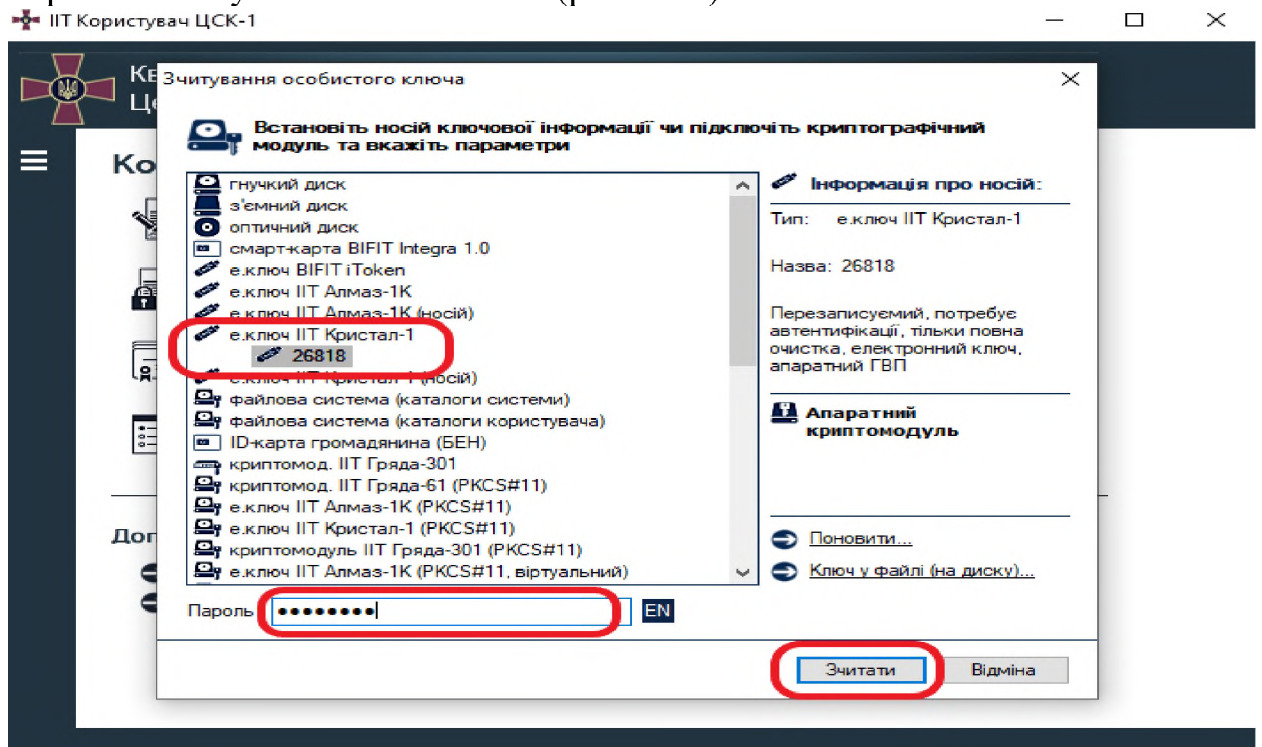 ІІТ Користувач ЦСК-1
Зчитування особистого ключа
Встановіть носій ключової інформації чи підключіть криптографічний
модуль та вкажіть параметри
Ко
гнучкий диск
з'ємний диск
оптичний диск
смарт-карта BIFIT Integra 1.0
е.ключ BIFIT iToken
е.ключ ІІТ Алмаз-1К
е.ключ ІІТ Алмаз-1К (носій)
е.ключ ІІТ Кристал-1
26818
е.ключ ІІТ Кристал-1 (носій)
файлова система (каталоги системи)
файлова система (каталоги користувача)
ID-карта громадянина (БЕН)
криптомод. ІІТ Гряда-301
криптомод. ІІТ Гряда-61 (PKCS#11)
е.ключ ІІТ Алмаз-1К (PKCS#11)
е.ключ ІІТ Кристал-1 (PKCS#11)
криптомодуль ІІТ Гряда-301 (PKCS#11)
е.ключ ІІТ Алмаз-1К (PKCS#11, віртуальний)
Інформація про носій:
Тип: е.ключ ІІТ Кристал-1
Назва: 26818
Перезаписуємий, потребує
автентифікації, тільки повна
очистка, електронний ключ,
апаратний ГВП
Апаратний
криптомодуль
Поновити...
Ключ у файлі (на диску)...
Пароль
EN
Зчитати Відміна